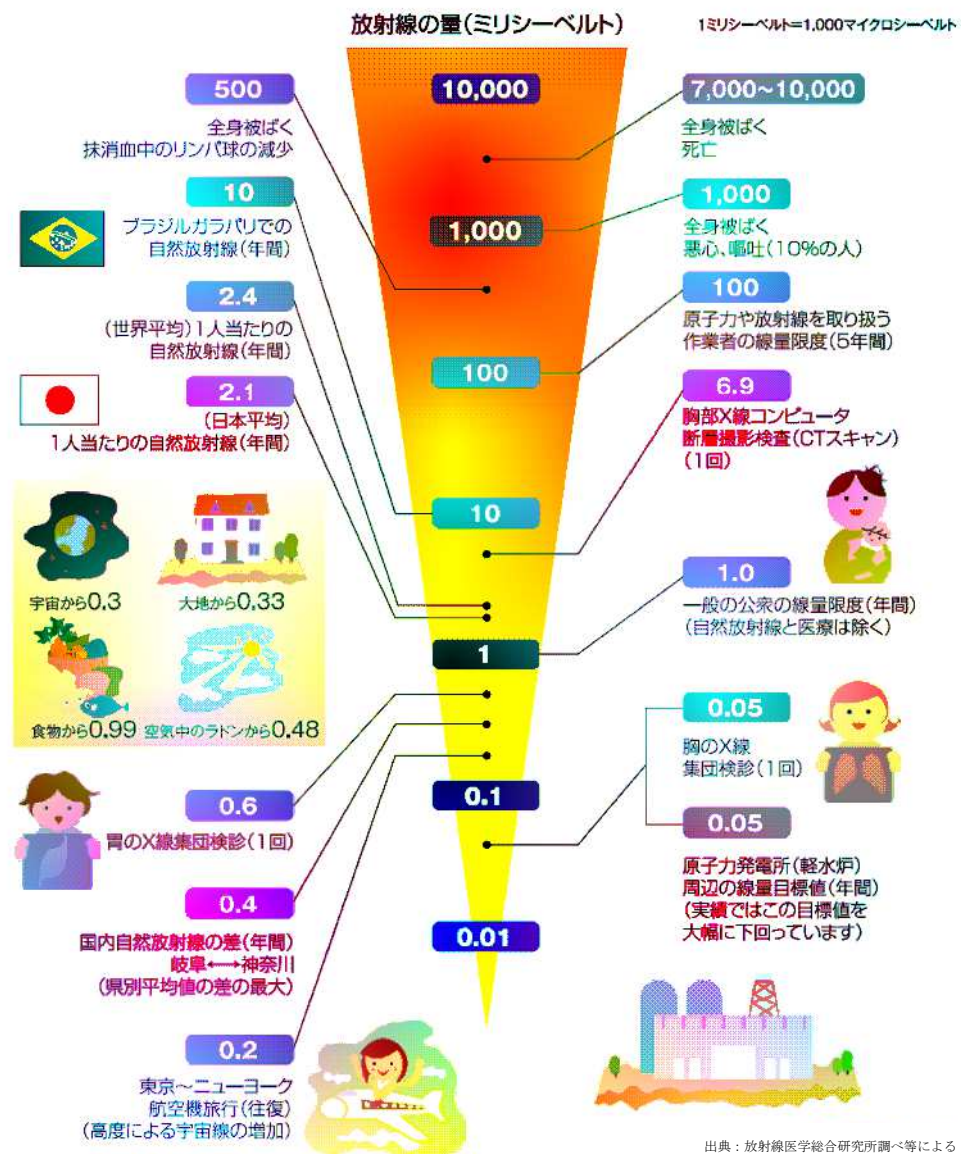 放射線の量(ミリシーベルト)
1ミリシーベルト=1,000マイクロシーベルト
10,000
1,000
100
10
1
0.1
0.01
500
全身被ばく
抹消血中のリンパ球の減少
10
ブラジルガラパリでの
自然放射線(年間)
2.4
(世界平均)1人当たりの
自然放射線(年間)
2.1
(日本平均)
1人当たりの自然放射線(年間)
宇宙から0.3
大地から0.33
食物から0.99
空気中のラドンから0.48
0.6
胃のX線集団検診(1回)
0.4
国内自然放射線の差(年間)
岐阜⟷神奈川
(県別平均値の差の最大)
0.2
東京～ニューヨーク
航空機旅行(往復)
(高度による宇宙線の増加)
7,000～10,000
全身被ばく
死亡
1,000
全身被ばく
悪心、嘔吐(10%の人)
100
原子力や放射線を取り扱う
作業者の線量限度(5年間)
6.9
胸部X線コンピュータ
断層撮影検査(CTスキャン)
(1回)
1.0
一般の公衆の線量限度(年間)
(自然放射線と医療は除く)
0.05
胸のX線
集団検診(1回)
0.05
原子力発電所(軽水炉)
周辺の線量目標値(年間)
(実績ではこの目標値を
大幅に下回っています)
出典：放射線医学総合研究所調べ等による